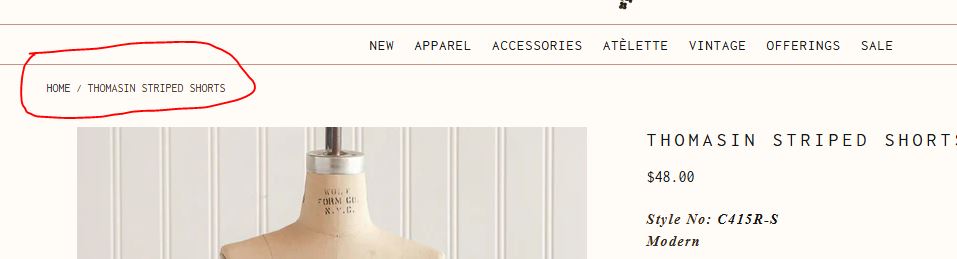 NEW APPAREL ACCESSORIES ATÈLETTE VINTAGE OFFERINGS SALE
HOME / THOMASIN STRIPED SHORTS
THOMASIN STRIPED SHORTS
$48.00
Style No: C415R-S
Modern
WOLF
FORM CO.
N.Y.C.